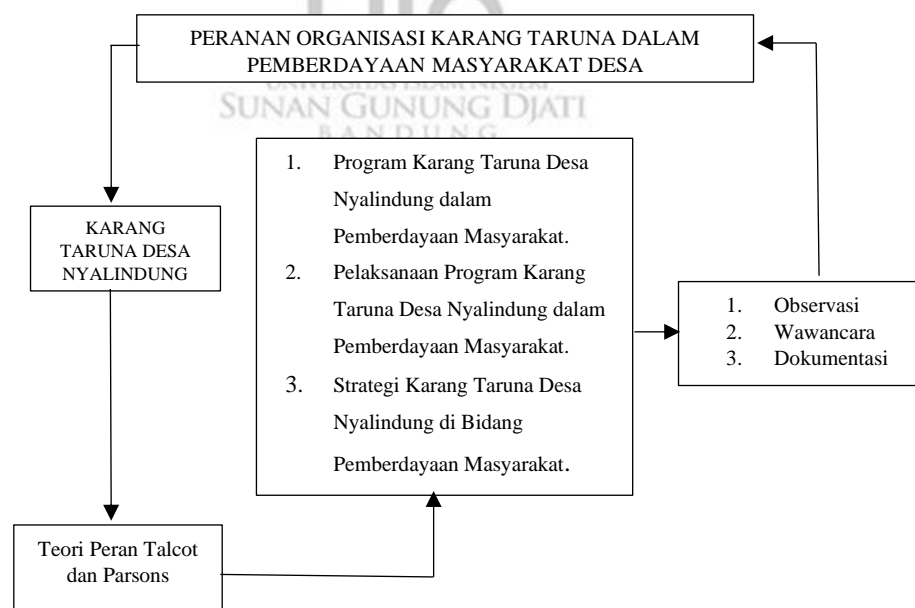 PERANAN ORGANISASI KARANG TARUNA DALAM
PEMBERDAYAAN MASYARAKAT DESA
SUNAN GUNUNG DJATI
BANDUNG
KARANG
TARUNA DESA
NYALINDUNG
1. Program Karang Taruna Desa
Nyalindung dalam
Pemberdayaan Masyarakat.
2. Pelaksanaan Program Karang
Taruna Desa Nyalindung dalam
Pemberdayaan Masyarakat.
3. Strategi Karang Taruna Desa
Nyalindung di Bidang
Pemberdayaan Masyarakat.
1. Observasi
2. Wawancara
3. Dokumentasi
Teori Peran Talcot
dan Parsons